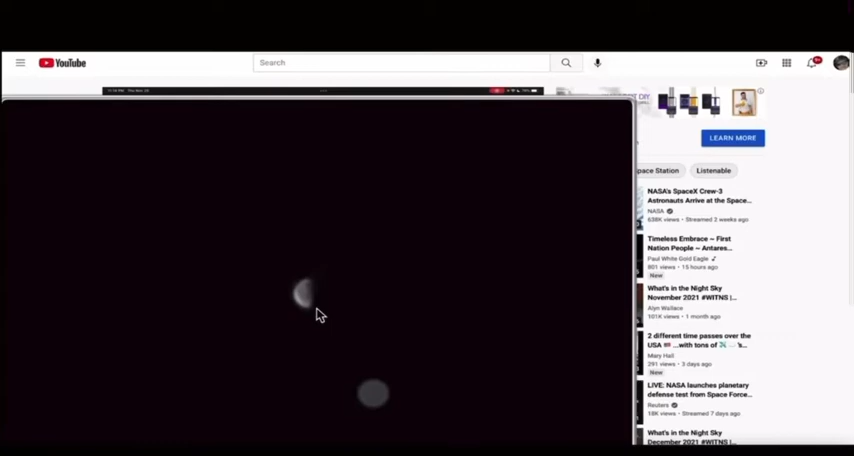 YouTube
Search
9+
LEARN MORE
pace Station
Listenable
NASA's SpaceX Crew-3
Astronauts Arrive at the Space...
NASA
638K views • Streamed 2 weeks ago
Timeless Embrace ~ First
Nation People ~ Antares...
Paul White Gold Eagle
801 views • 15 hours ago
New
What's in the Night Sky
November 2021 #WITNS |...
Alyn Wallace
101K views • 1 month ago
2 different time passes over the
USA 🇺🇸 ...with tons of
Mary Hall
291 views • 3 days ago
New
LIVE: NASA launches planetary
defense test from Space Force...
Reuters
18K views • Streamed 7 days ago
What's in the Night Sky
December 2021 #WITNS |...